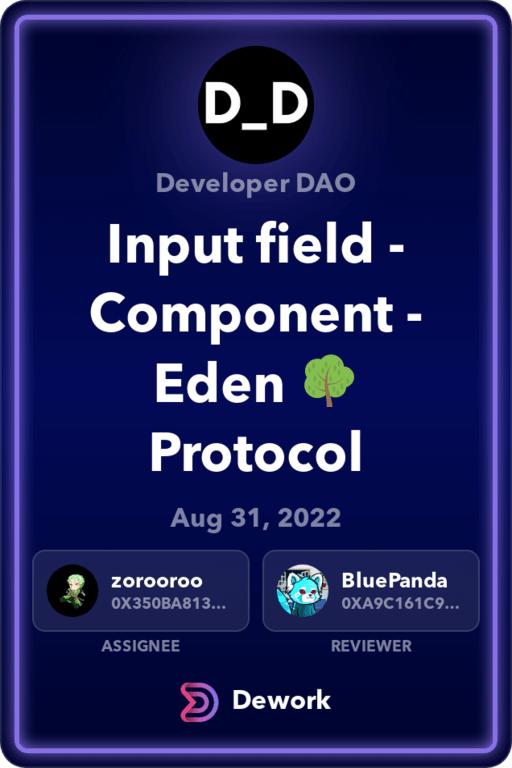 D_D
Developer DAO
Input field -
Component -
Eden 🌳
Protocol
Aug 31, 2022
zorooroo
0X350BA813...
BluePanda
0XA9C161C9...
ASSIGNEE
REVIEWER
Dework